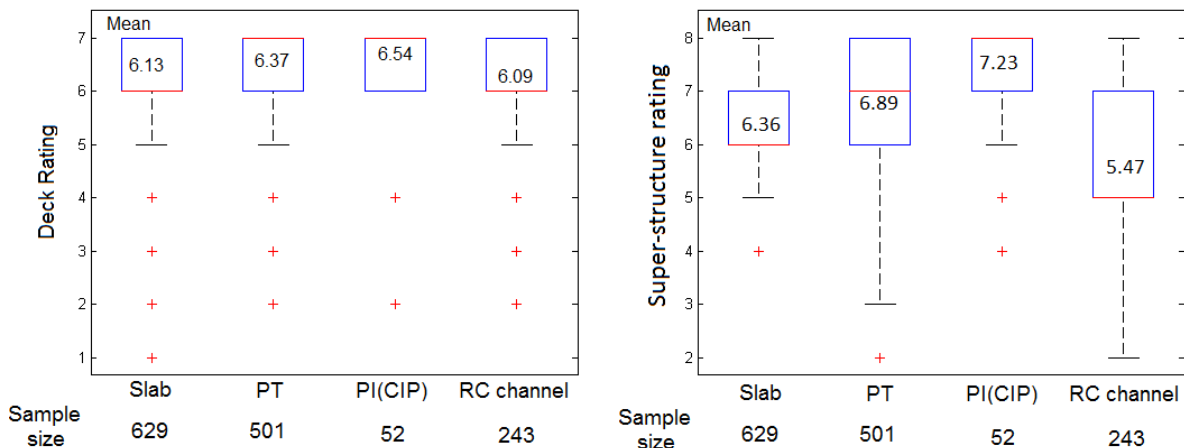 Mean
7
6
5
4
3
2
1
Deck Rating
6.13
6.37
6.54
6.09
Slab PT PI(CIP) RC channel
Sample size 629 501 52 243
Mean
8
7
6
5
4
3
2
Super-structure rating
6.36
6.89
7.23
5.47
Slab PT PI(CIP) RC channel
Sample size 629 501 52 243